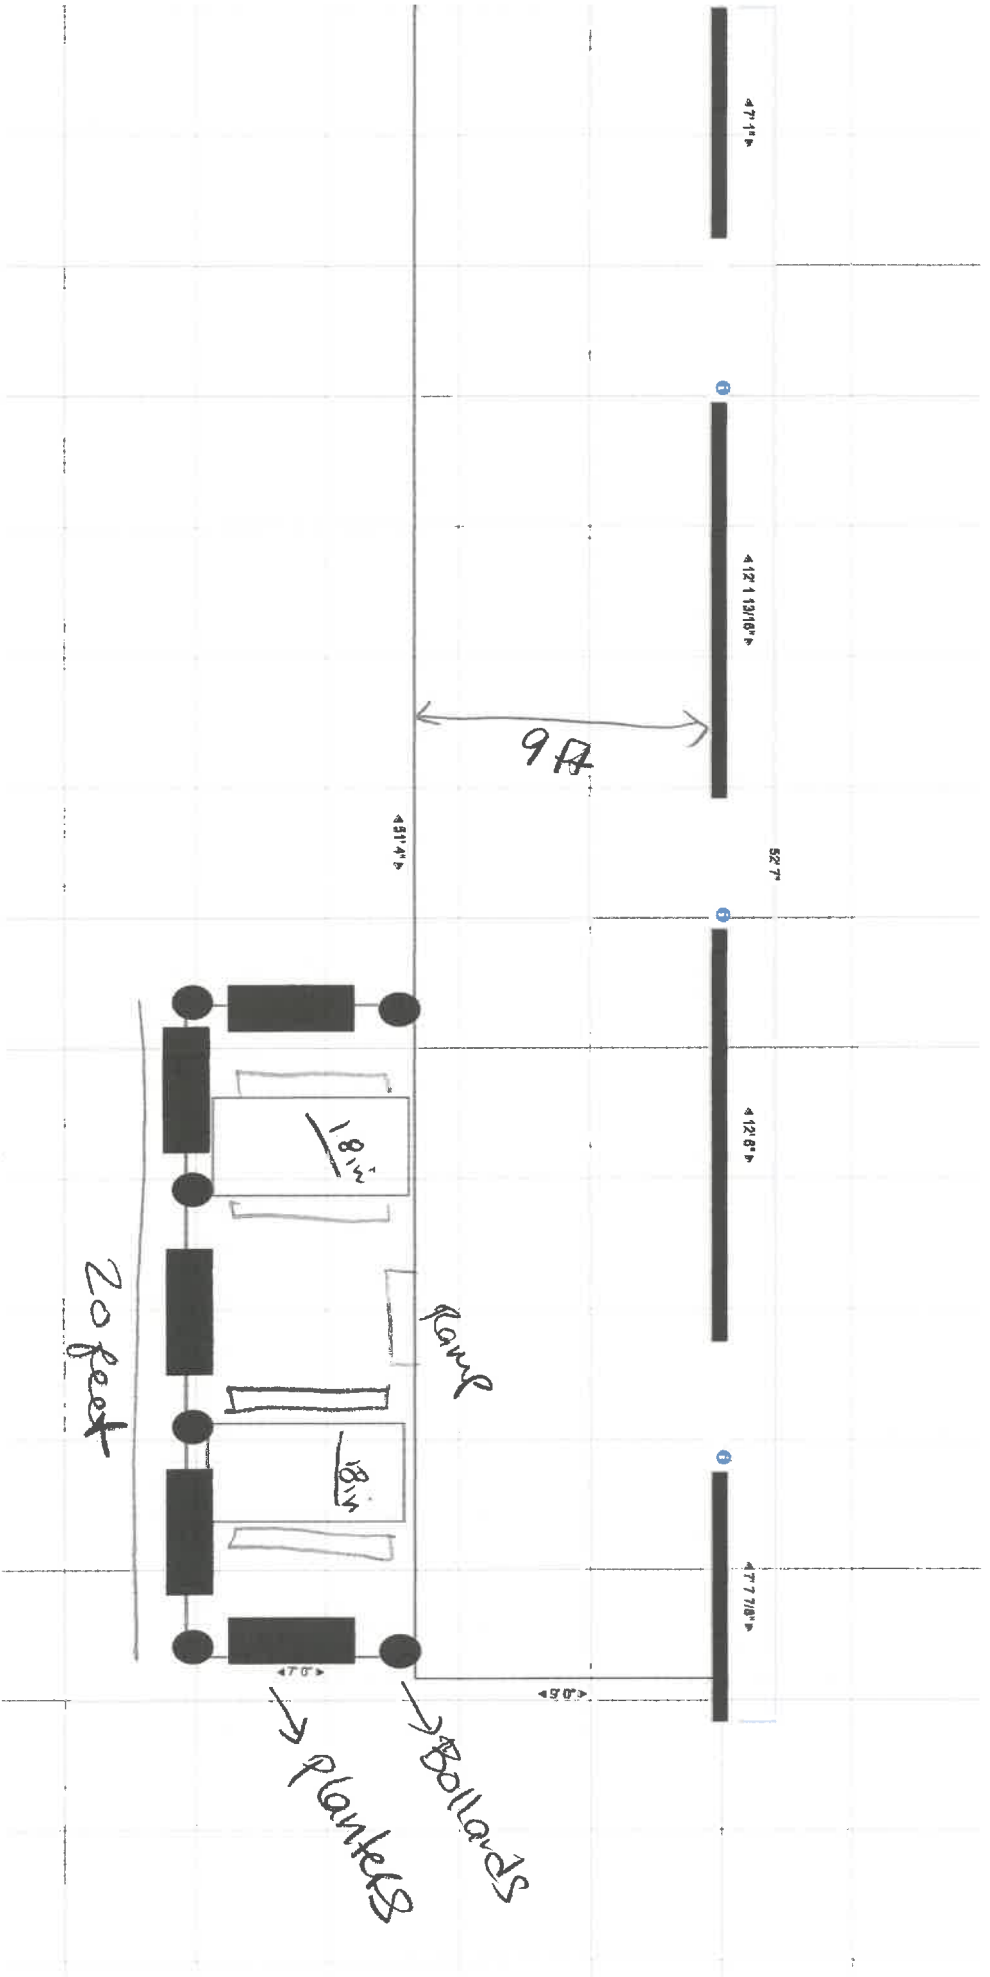 7' 1"
12' 1 13/16"
9 ft
51' 4"
52' 7"
12' 6"
18 in
Ramp
20 feet
18 in
7' 7 7/8"
7' 0"
9' 0"
Bollards
Planters